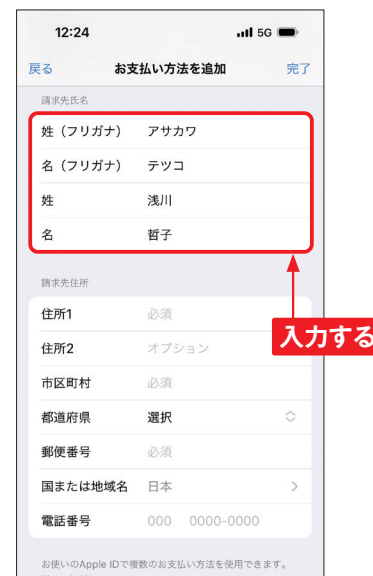 12:24 5G
戻る お支払い方法を追加 完了
請求先氏名
姓（フリガナ） アサカワ
名（フリガナ） テツコ
姓 浅川
名 哲子
請求先住所
住所1 必須
入力する
住所2 オプション
市区町村 必須
都道府県 選択
郵便番号 必須
国または地域名 日本
電話番号 000 0000-0000
お使いのApple IDで複数のお支払い方法を使用できます。